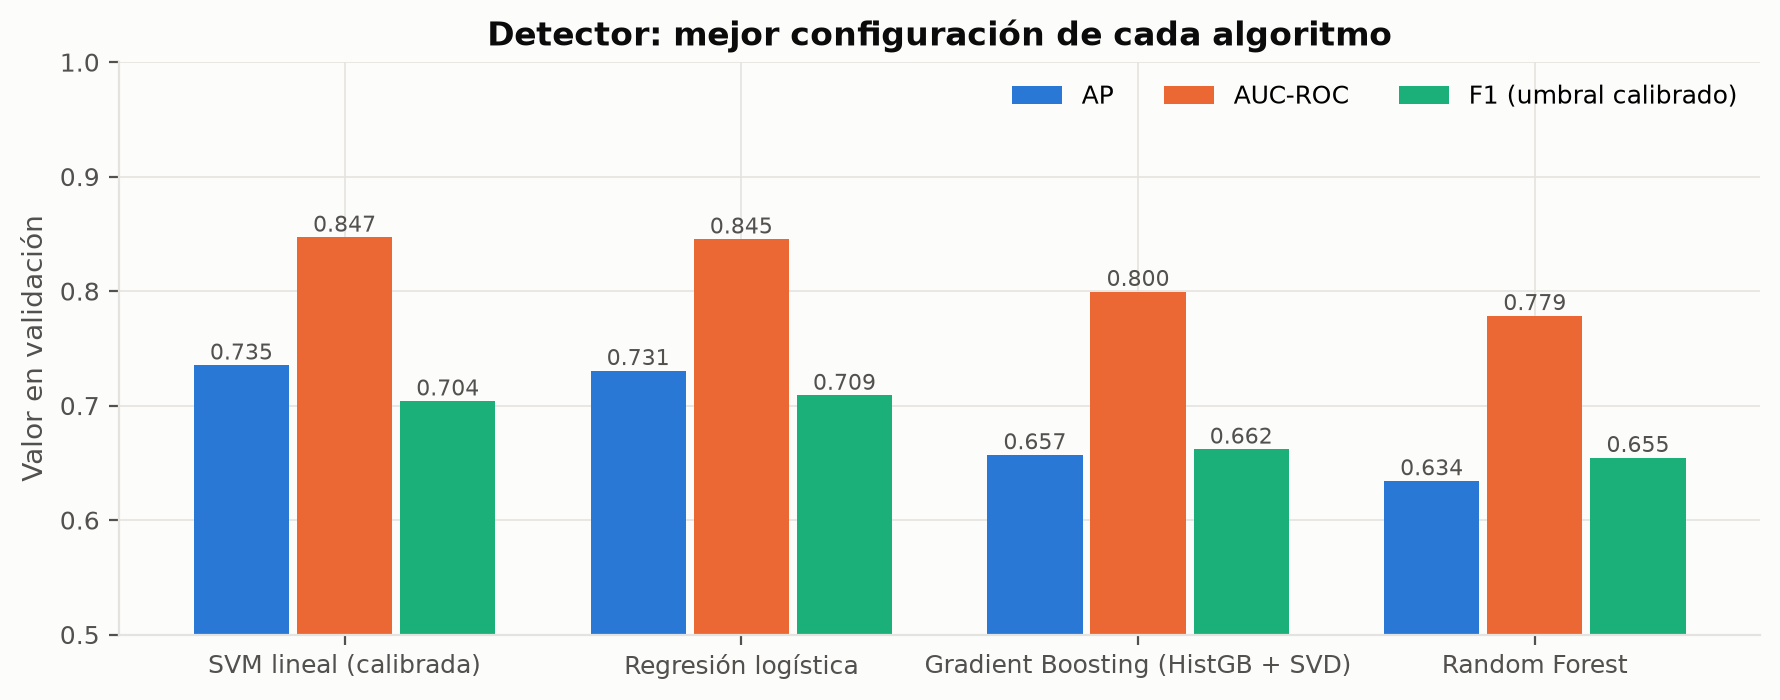 Detector: mejor configuración de cada algoritmo
AP
AUC-ROC
F1 (umbral calibrado)
Valor en validación
1.0
0.9
0.8
0.7
0.6
0.5
0.735
0.847
0.704
0.731
0.845
0.709
0.657
0.800
0.662
0.634
0.779
0.655
SVM lineal (calibrada)
Regresión logística
Gradient Boosting (HistGB + SVD)
Random Forest